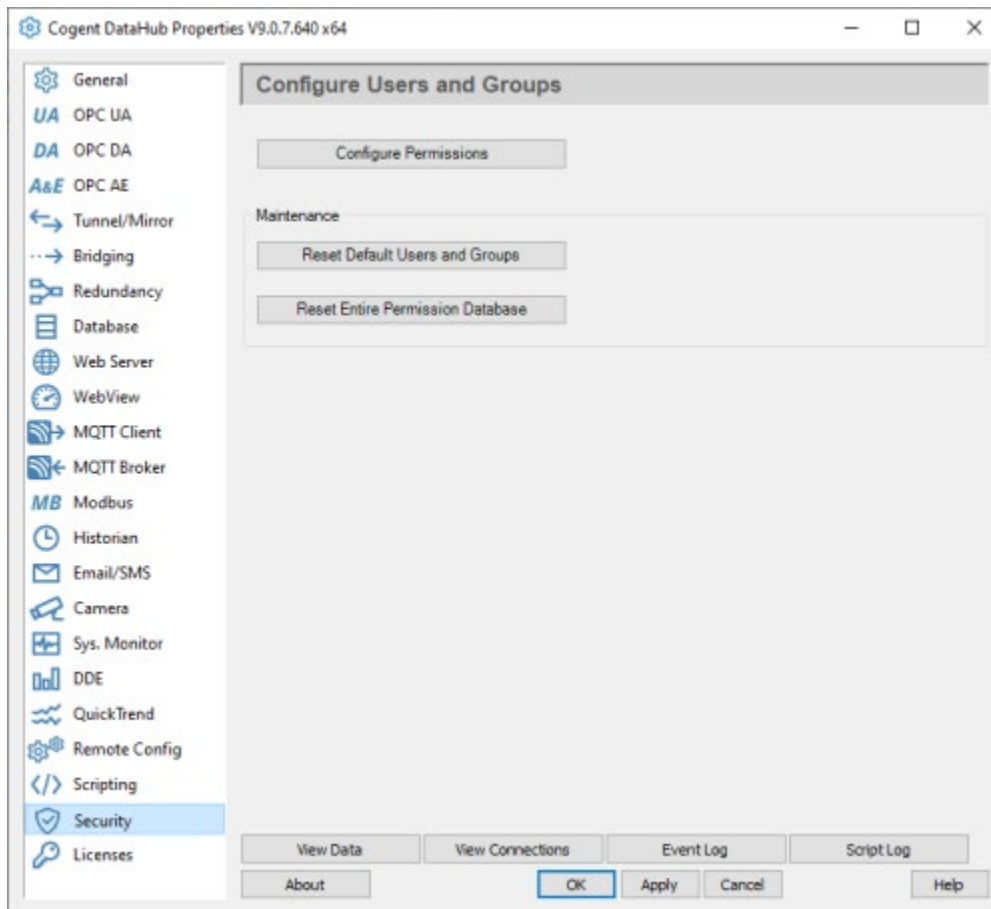 Cogent DataHub Properties V9.0.7.640 x64
General
UA OPC UA
DA OPC DA
A&E OPC AE
Tunnel/Mirror
Bridging
Redundancy
Database
Web Server
WebView
MQTT Client
MQTT Broker
MB Modbus
Historian
Email/SMS
Camera
Sys. Monitor
DDE
QuickTrend
Remote Config
</> Scripting
Security
Licenses
Configure Users and Groups
Configure Permissions
Maintenance
Reset Default Users and Groups
Reset Entire Permission Database
View Data View Connections Event Log Script Log
About OK Apply Cancel Help